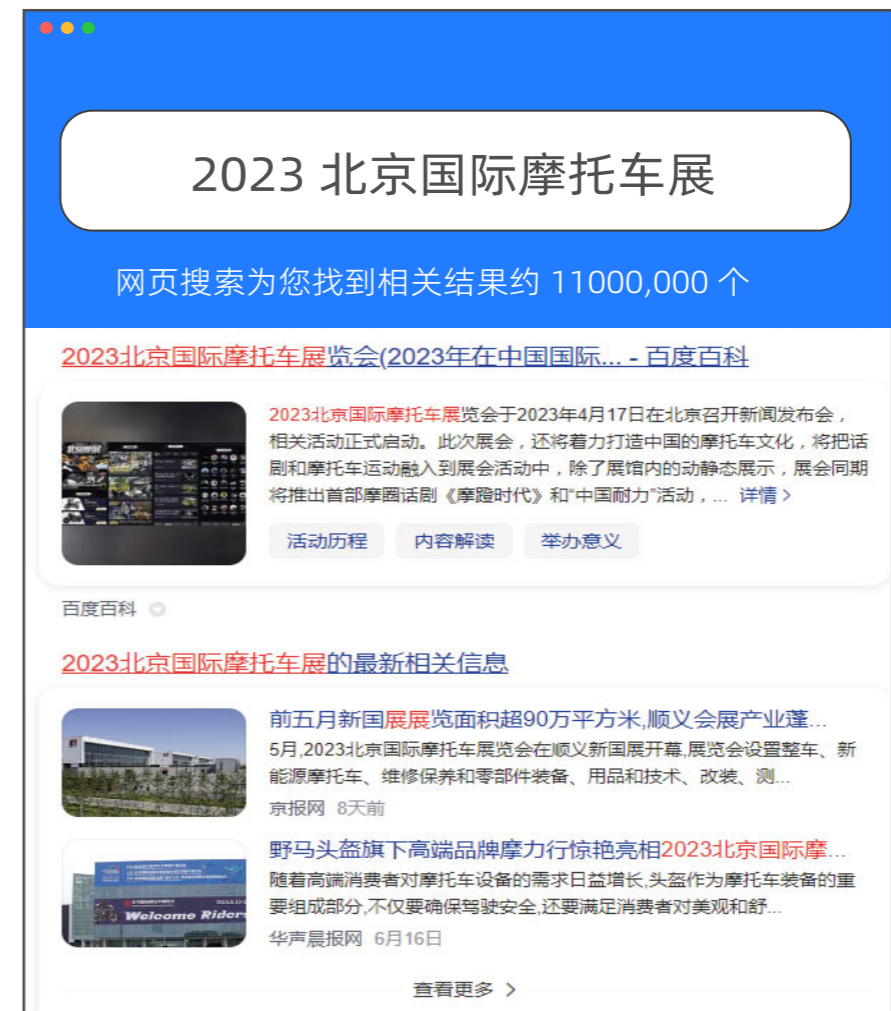 2023 北京国际摩托车展
网页搜索为您找到相关结果约 11000,000 个
2023北京国际摩托车展览会(2023年在中国国际... - 百度百科
2023北京国际摩托车展览会于2023年4月17日在北京召开新闻发布会，
相关活动正式启动。此次展会，还将着力打造中国的摩托车文化，将把话
剧和摩托车运动融入到展会活动中，除了展馆内的动静态展示，展会同期
将推出首部摩圈话剧《摩蹬时代》和“中国耐力”活动，... 详情 >
活动历程 内容解读 举办意义
百度百科
2023北京国际摩托车展的最新相关信息
前五月新国展展览面积超90万平方米,顺义会展产业蓬...
5月,2023北京国际摩托车展览会在顺义新国展开幕,展览会设置整车、新
能源摩托车、维修保养和零部件装备、用品和技术、改装、测...
京报网 8天前
野马头盔旗下高端品牌摩力行惊艳亮相2023北京国际摩...
随着高端消费者对摩托车设备的需求日益增长,头盔作为摩托车装备的重
要组成部分,不仅要确保驾驶安全,还要满足消费者对美观和舒...
Welcome Riders
华声晨报网 6月16日
查看更多 >